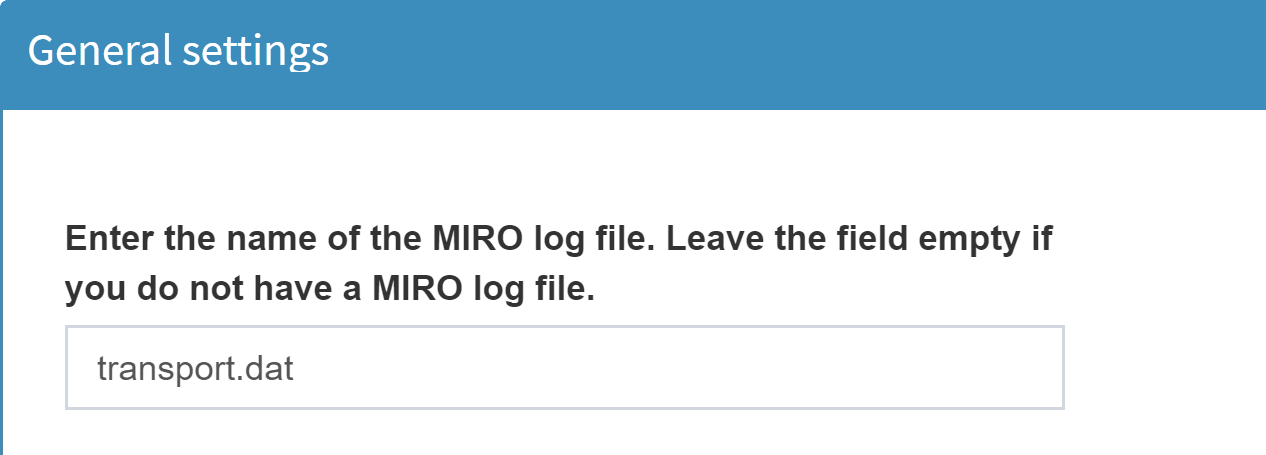 General settings
Enter the name of the MIRO log file. Leave the field empty if
you do not have a MIRO log file.
transport.dat